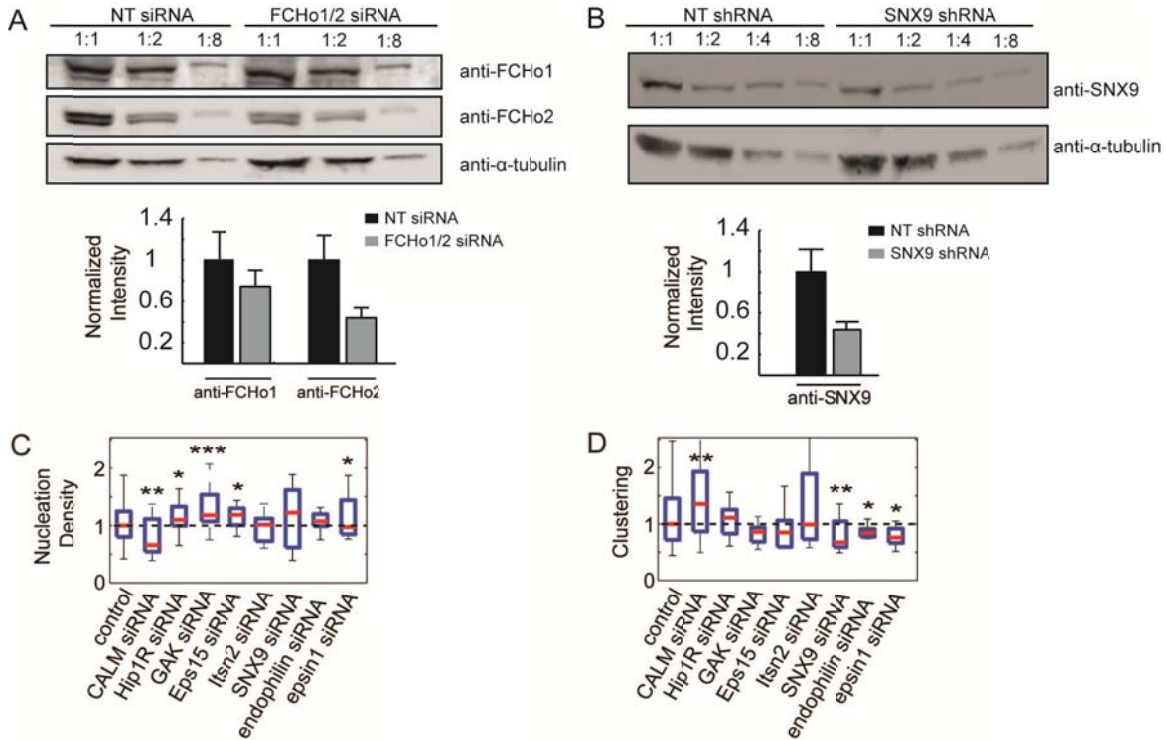 A
NT siRNA FCHo1/2 siRNA
1:1 1:2 1:8 1:1 1:2 1:8
anti-FCHo1
anti-FCHo2
anti-α-tubulin
Normalized Intensity
1.4
1
0.6
0.2
NT siRNA
FCHo1/2 siRNA
anti-FCHo1 anti-FCHo2
B
NT shRNA SNX9 shRNA
1:1 1:2 1:4 1:8 1:1 1:2 1:4 1:8
anti-SNX9
anti-α-tubulin
Normalized Intensity
1.4
1
0.6
0.2
NT shRNA
SNX9 shRNA
anti-SNX9
C
Nucleation Density
2
1
0
** * *** * *
control
CALM siRNA
Hip1R siRNA
GAK siRNA
Eps15 siRNA
Itsn2 siRNA
SNX9 siRNA
endophilin siRNA
epsin1 siRNA
D
Clustering
2
1
0
** ** * *
control
CALM siRNA
Hip1R siRNA
GAK siRNA
Eps15 siRNA
Itsn2 siRNA
SNX9 siRNA
endophilin siRNA
epsin1 siRNA